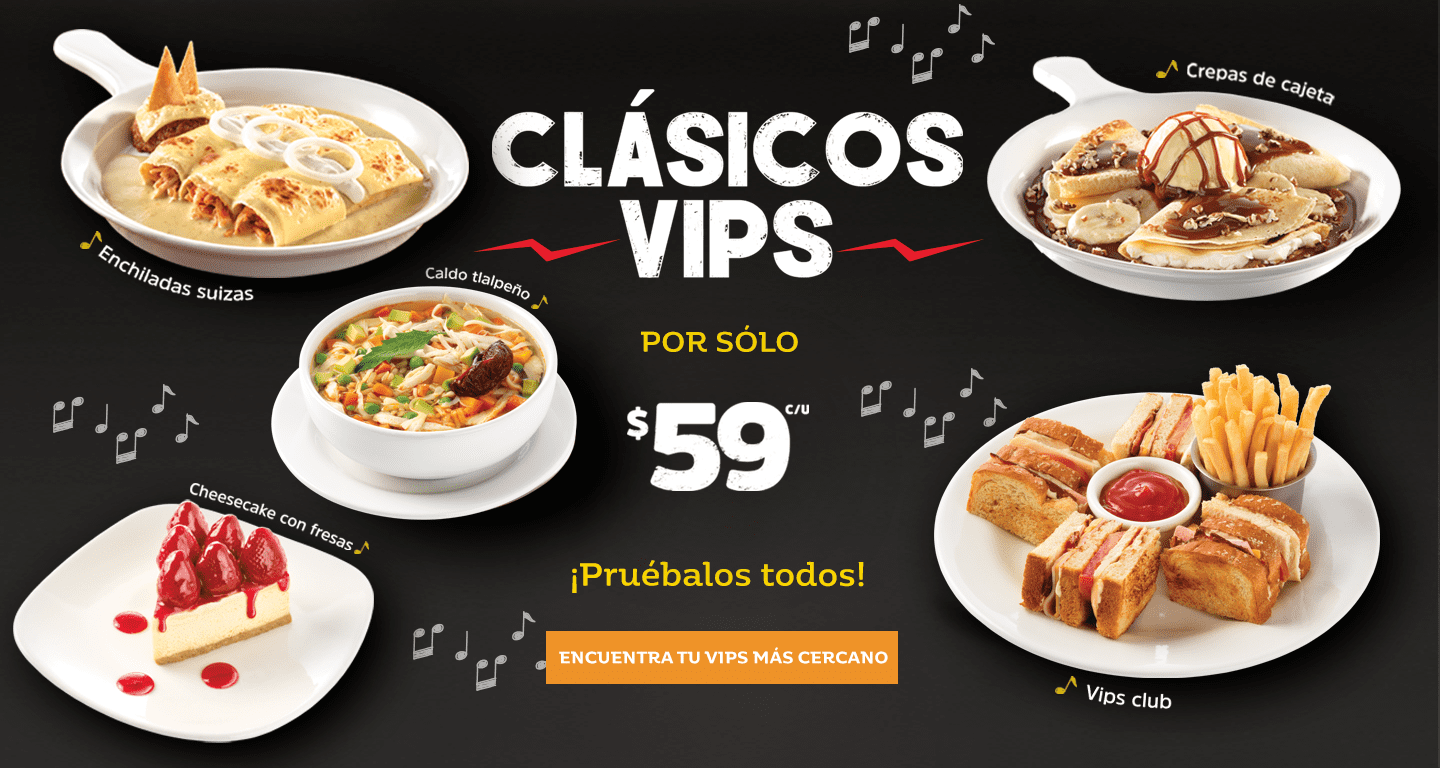 CLÁSICOS
VIPS
Enchiladas suizas
Crepas de cajeta
Caldo tlalpeño
POR SÓLO
$59 C/U
Cheesecake con fresas
¡Pruébalos todos!
ENCUENTRA TU VIPS MÁS CERCANO
Vips club